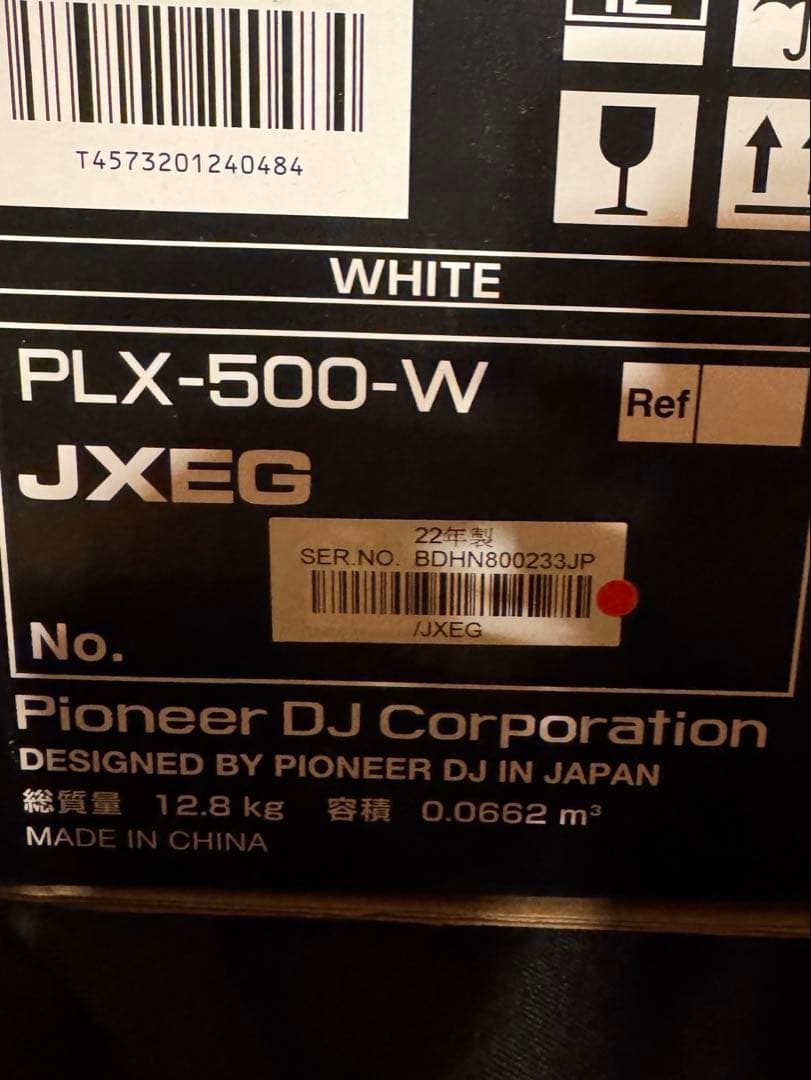 T4573201240484
WHITE
PLX-500-W
Ref
JXEG
22年製
SER.NO. BDHN800233JP
/JXEG
No.
Pioneer DJ Corporation
DESIGNED BY PIONEER DJ IN JAPAN
総質量 12.8 kg 容積 0.0662 m³
MADE IN CHINA